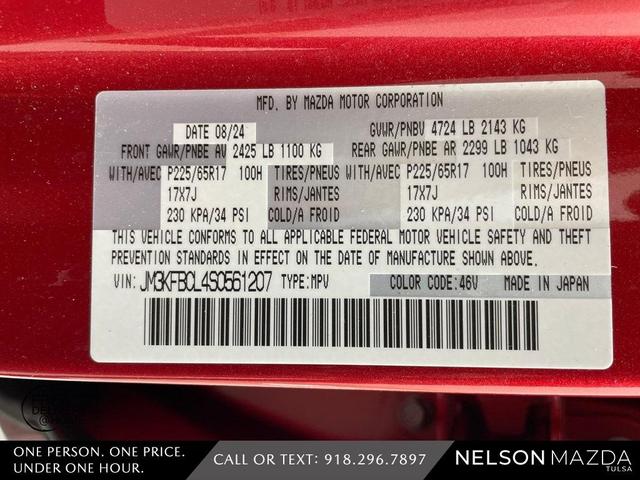 MFD. BY MAZDA MOTOR CORPORATION
DATE 08/24 GVWR/PNBV 4724 LB 2143 KG
FRONT GAWR/PNBE AV 2425 LB 1100 KG REAR GAWR/PNBE AR 2299 LB 1043 KG
WITH/AVEC P225/65R17 100H TIRES/PNEUS WITH/AVEC P225/65R17 100H TIRES/PNEUS
17X7J RIMS/JANTES 17X7J RIMS/JANTES
230 KPA/34 PSI COLD/A FROID 230 KPA/34 PSI COLD/A FROID
THIS VEHICLE CONFORMS TO ALL APPLICABLE FEDERAL MOTOR VEHICLE SAFETY AND THEFT
PREVENTION STANDARDS IN EFFECT ON THE DATE OF MANUFACTURE SHOWN ABOVE.
VIN: JM3KFBCL4S0561207 TYPE:MPV COLOR CODE:46V MADE IN JAPAN
ONE PERSON. ONE PRICE.
UNDER ONE HOUR.
CALL OR TEXT: 918.296.7897
NELSON MAZDA
TULSA